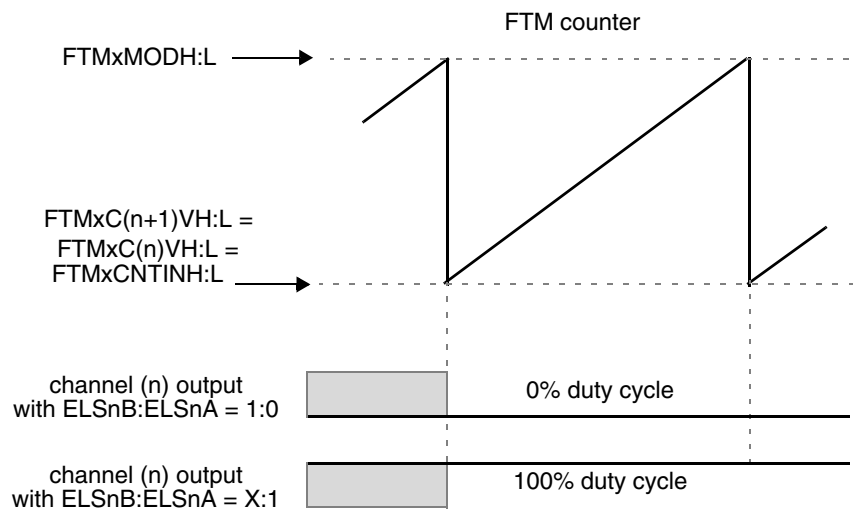 FTM counter
FTMxMODH:L
FTMxC(n+1)VH:L =
FTMxC(n)VH:L =
FTMxCNTINH:L
channel (n) output
with ELSnB:ELSnA = 1:0
0% duty cycle
channel (n) output
with ELSnB:ELSnA = X:1
100% duty cycle